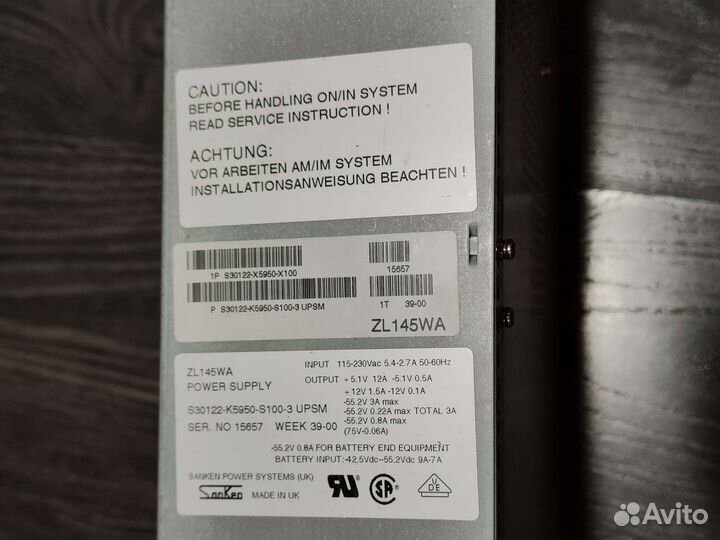 CAUTION:
BEFORE HANDLING ON/IN SYSTEM
READ SERVICE INSTRUCTION !
ACHTUNG:
VOR ARBEITEN AM/IM SYSTEM
INSTALLATIONSANWEISUNG BEACHTEN !
1P S30122-X5950-X100
15657
P S30122-K5950-S100-3 UPSM
1T 39-00
ZL145WA
ZL145WA
POWER SUPPLY
INPUT 115-230Vac 5.4-2.7A 50-60Hz
OUTPUT +5.1V 12A -5.1V 0.5A
+12V 1.5A -12V 0.1A
-55.2V 3A max
-55.2V 0.22A max TOTAL 3A
-55.2V 0.8A max
(75V-0.06A)
S30122-K5950-S100-3 UPSM
SER. NO 15657 WEEK 39-00
-55.2V 0.8A FOR BATTERY END EQUIPMENT
BATTERY INPUT:-42.5Vdc--55.2Vdc 9A-7A
SANKEN POWER SYSTEMS (UK)
SanKen MADE IN UK
Avito